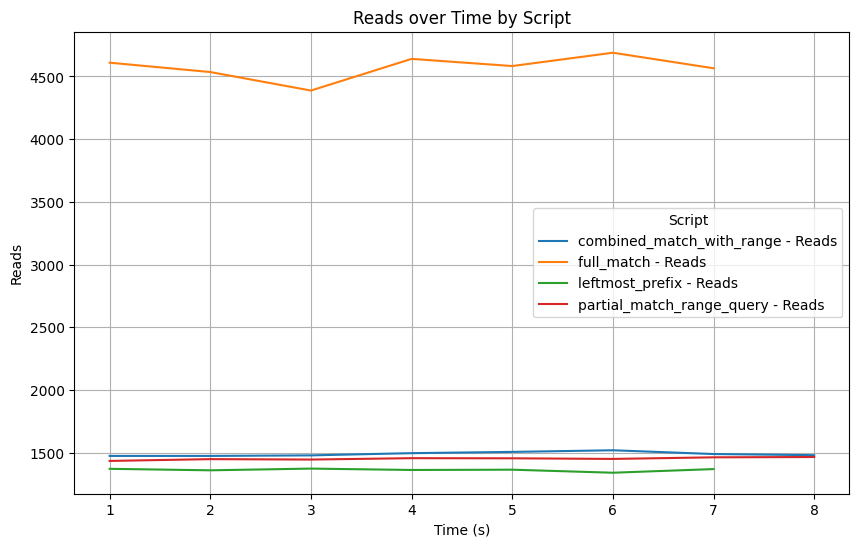 Reads over Time by Script
Reads
4500
4000
3500
3000
2500
2000
1500
Script
combined_match_with_range - Reads
full_match - Reads
leftmost_prefix - Reads
partial_match_range_query - Reads
1 2 3 4 5 6 7 8
Time (s)